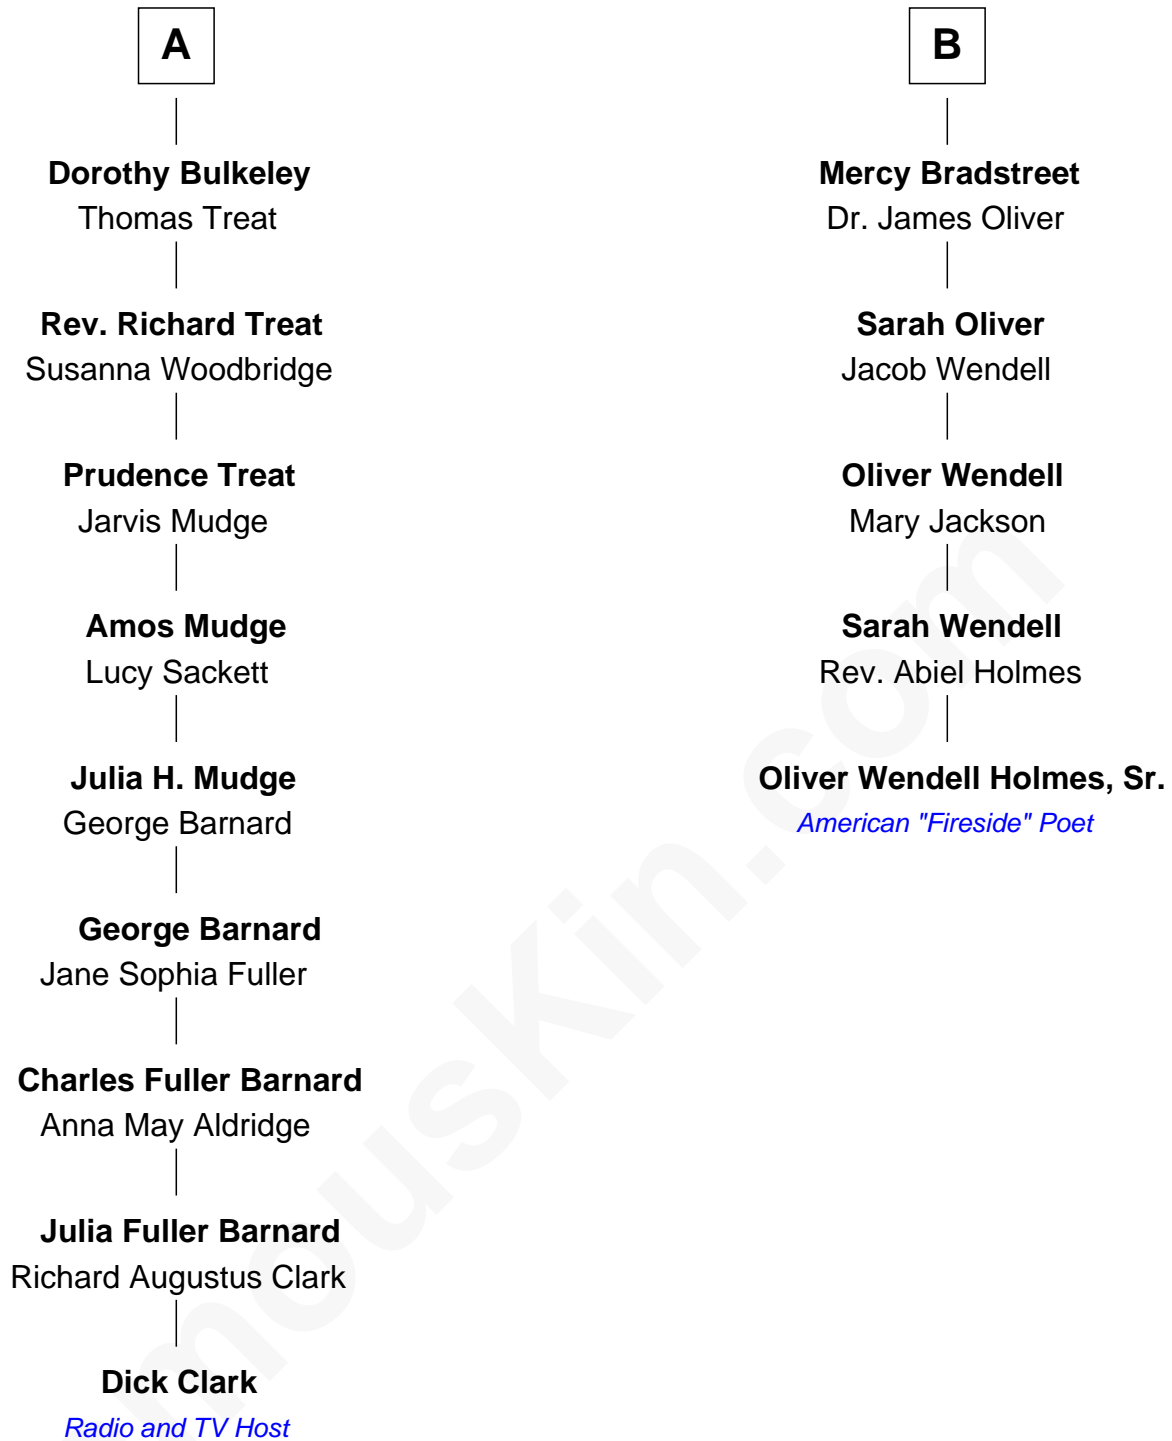 A
Dorothy Bulkeley
Thomas Treat
Rev. Richard Treat
Susanna Woodbridge
Prudence Treat
Jarvis Mudge
Amos Mudge
Lucy Sackett
Julia H. Mudge
George Barnard
George Barnard
Jane Sophia Fuller
Charles Fuller Barnard
Anna May Aldridge
Julia Fuller Barnard
Richard Augustus Clark
Dick Clark
Radio and TV Host
B
Mercy Bradstreet
Dr. James Oliver
Sarah Oliver
Jacob Wendell
Oliver Wendell
Mary Jackson
Sarah Wendell
Rev. Abiel Holmes
Oliver Wendell Holmes, Sr.
American "Fireside" Poet
mousKin.com